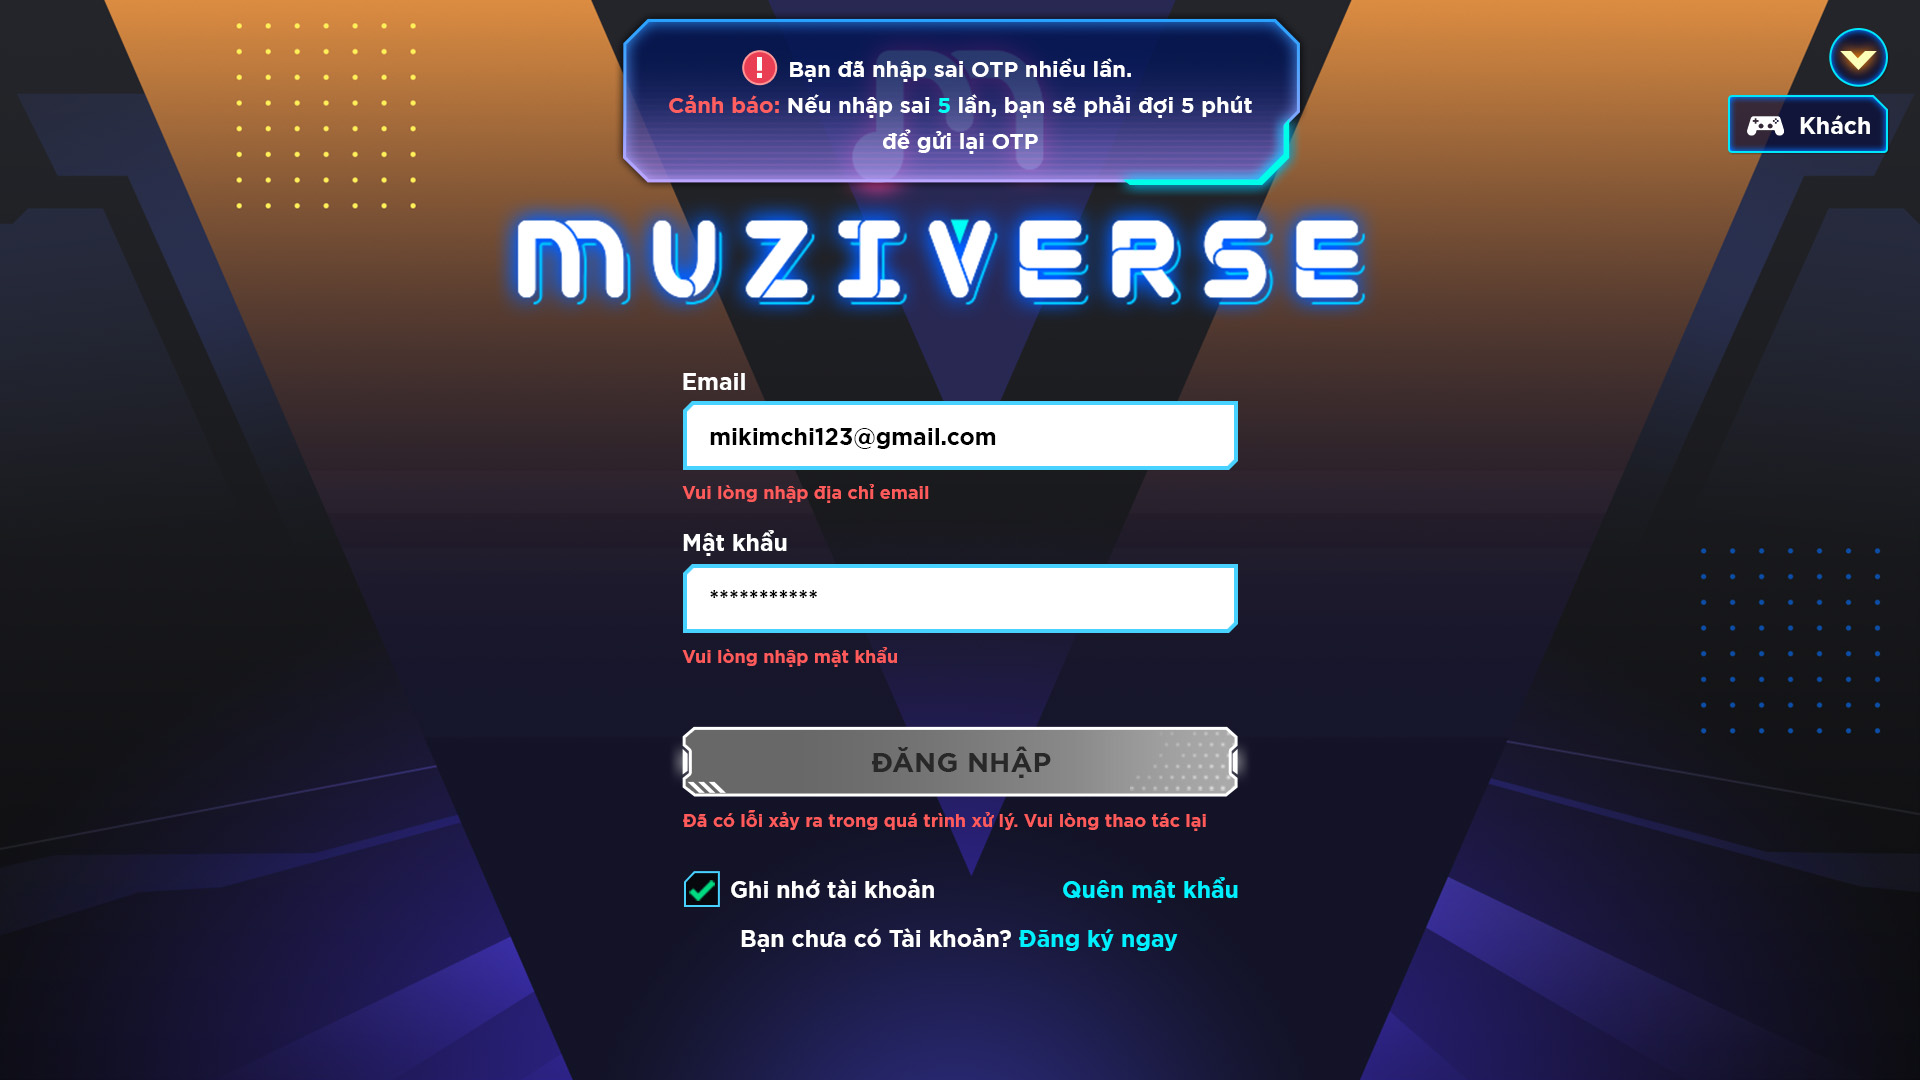 Bạn đã nhập sai OTP nhiều lần.
Cảnh báo: Nếu nhập sai 5 lần, bạn sẽ phải đợi 5 phút
để gửi lại OTP
Khách
MUZIVERSE
Email
mikimchi123@gmail.com
Vui lòng nhập địa chỉ email
Mật khẩu
***********
Vui lòng nhập mật khẩu
ĐĂNG NHẬP
Đã có lỗi xảy ra trong quá trình xử lý. Vui lòng thao tác lại
Ghi nhớ tài khoản
Quên mật khẩu
Bạn chưa có Tài khoản? Đăng ký ngay